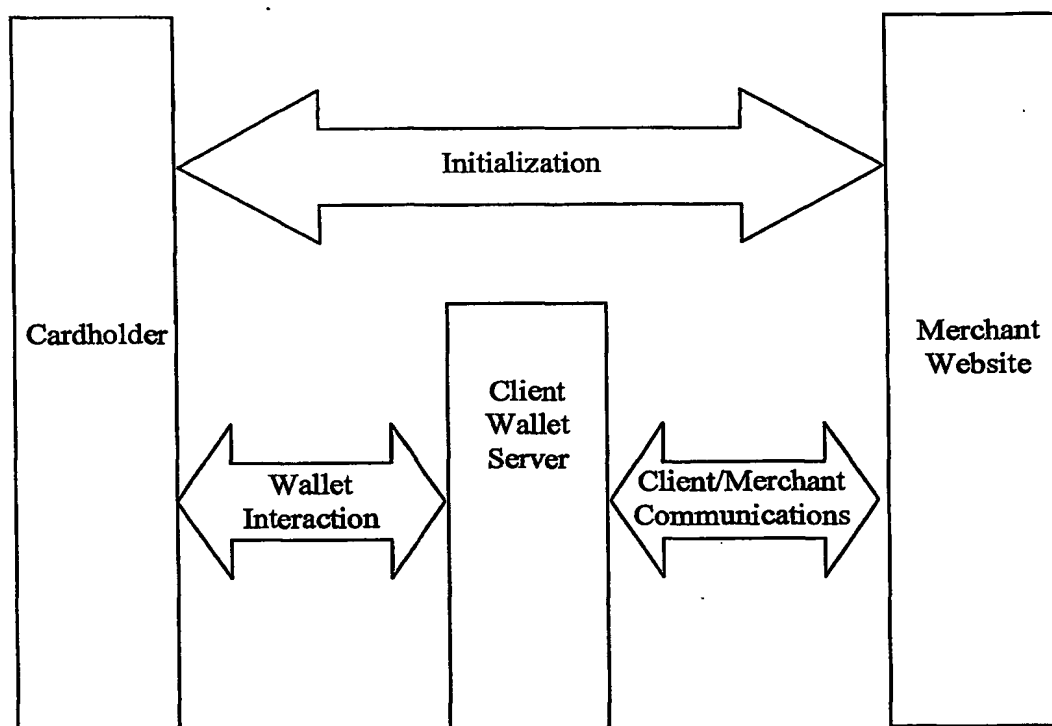 Initialization
Cardholder
Merchant
Website
Client
Wallet
Server
Wallet
Interaction
Client/Merchant
Communications